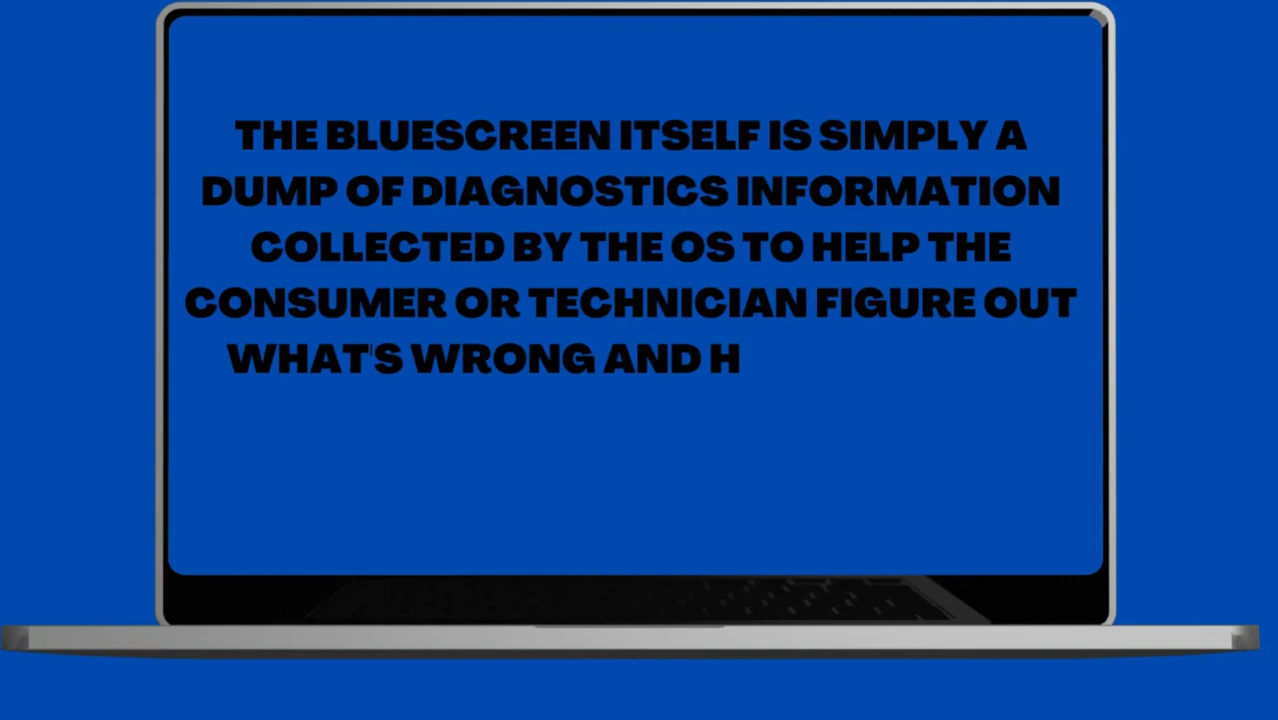 THE BLUESCREEN ITSELF IS SIMPLY A
DUMP OF DIAGNOSTICS INFORMATION
COLLECTED BY THE OS TO HELP THE
CONSUMER OR TECHNICIAN FIGURE OUT
WHAT'S WRONG AND H